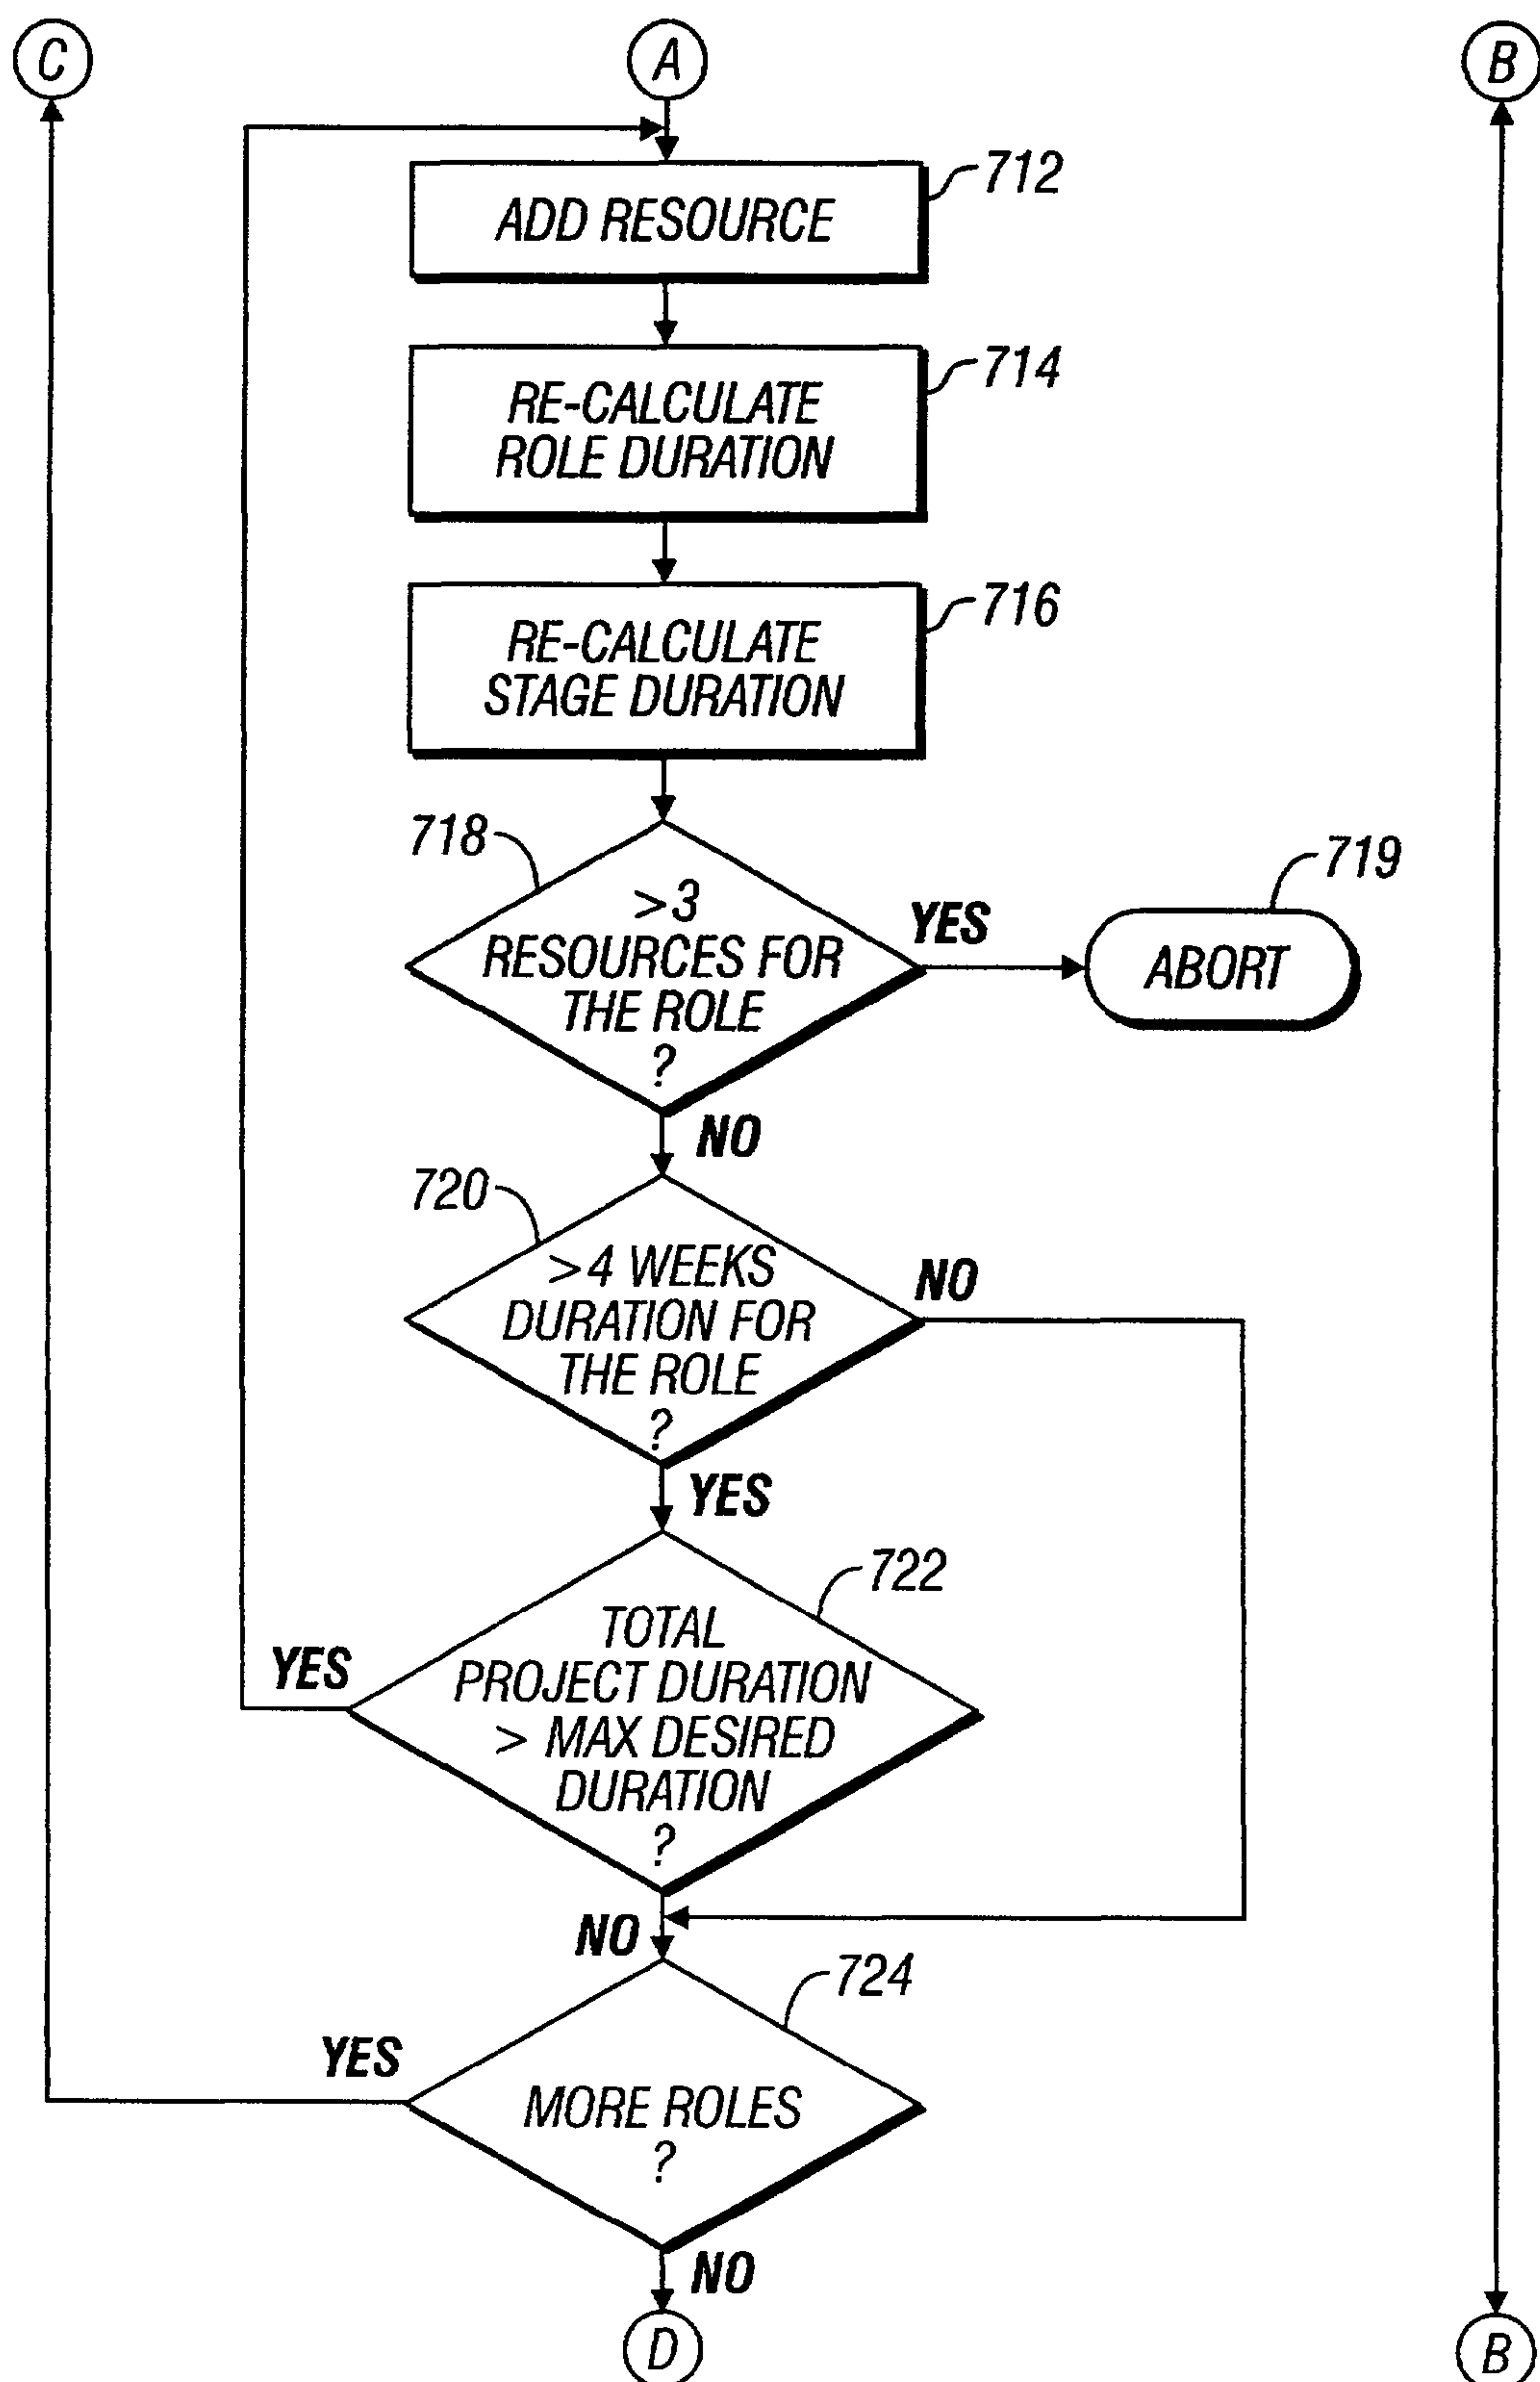 C
A
B
712
ADD RESOURCE
714
RE-CALCULATE
ROLE DURATION
716
RE-CALCULATE
STAGE DURATION
718
>3
RESOURCES FOR
THE ROLE
?
YES
719
ABORT
NO
720
>4 WEEKS
DURATION FOR
THE ROLE
?
NO
YES
722
TOTAL
PROJECT DURATION
> MAX DESIRED
DURATION
?
YES
NO
724
MORE ROLES
?
YES
NO
D
B